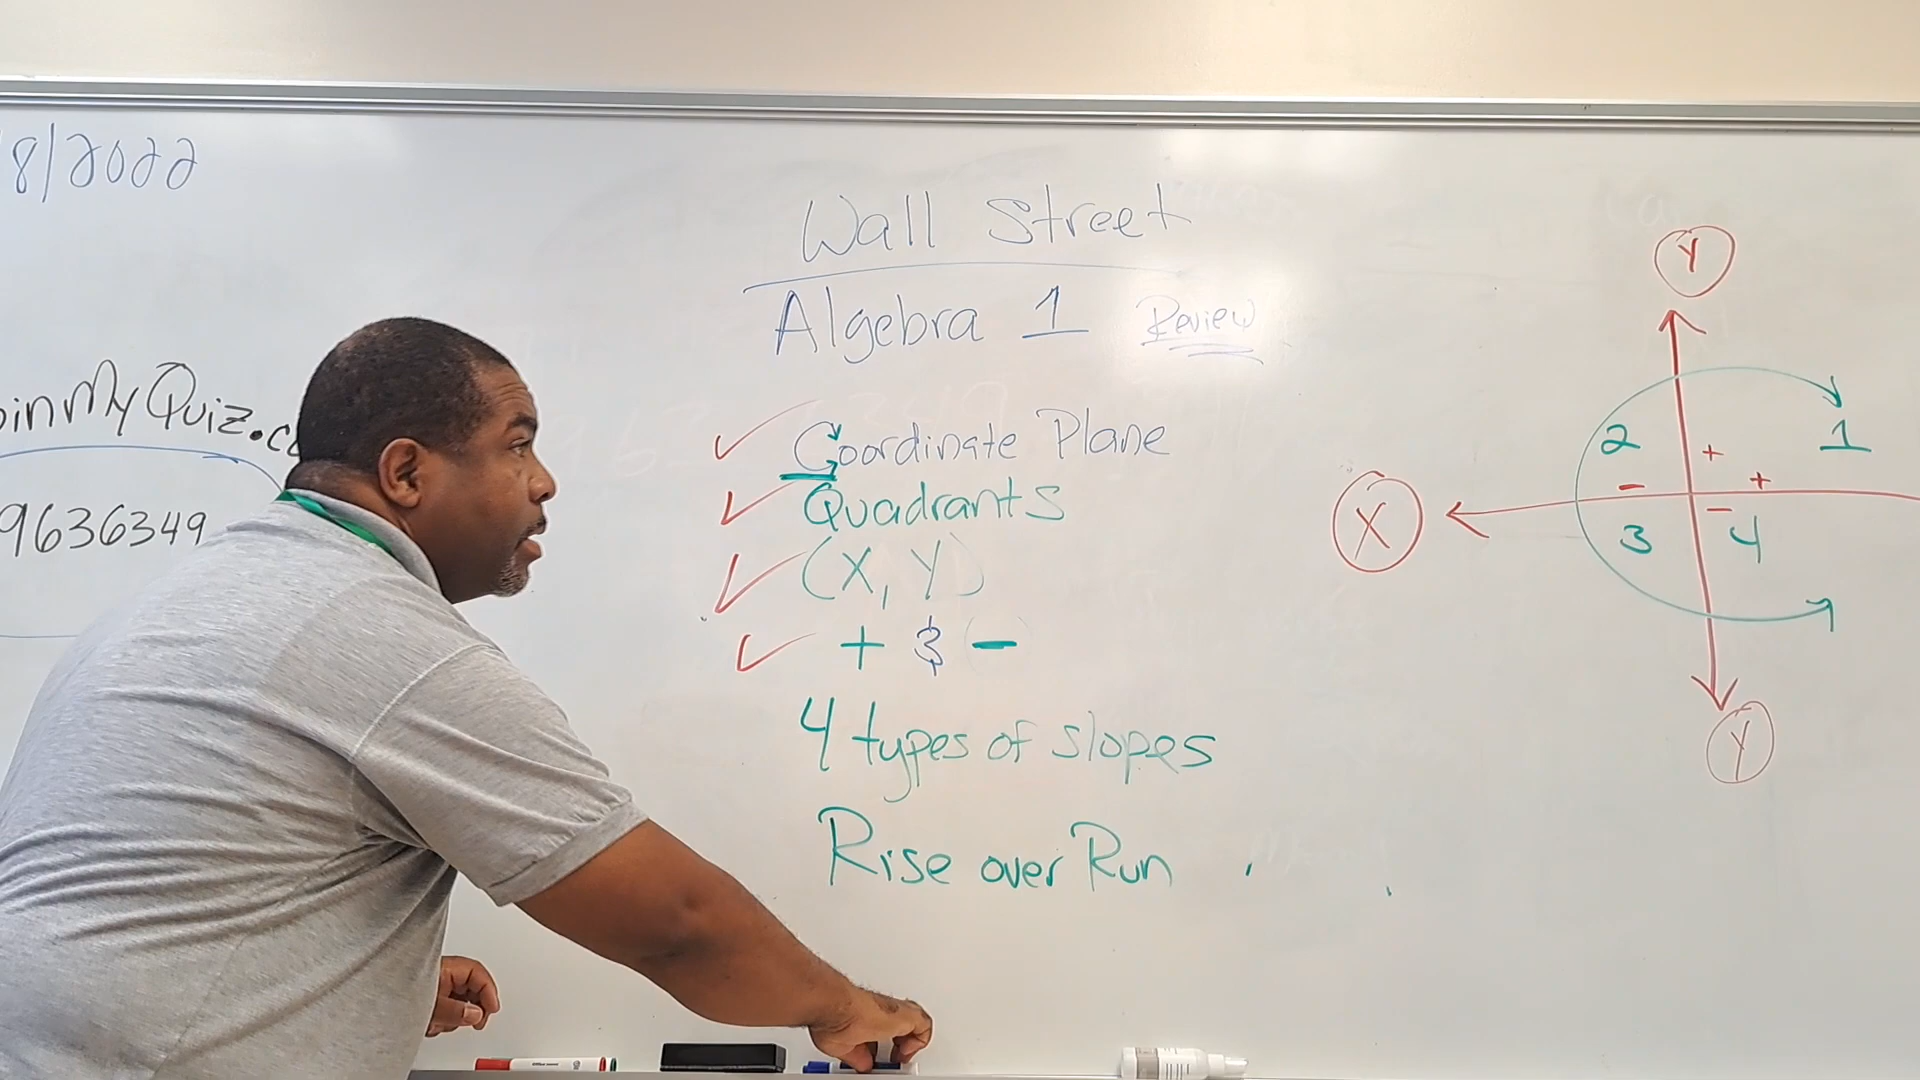 8/2022
inMyQuiz.c
9636349
Wall Street
Algebra 1 Review
Coordinate Plane
Quadrants
(X, Y)
+ & -
4 types of slopes
Rise over Run
Y
2
+
1
X
-
+
3
-
4
Y